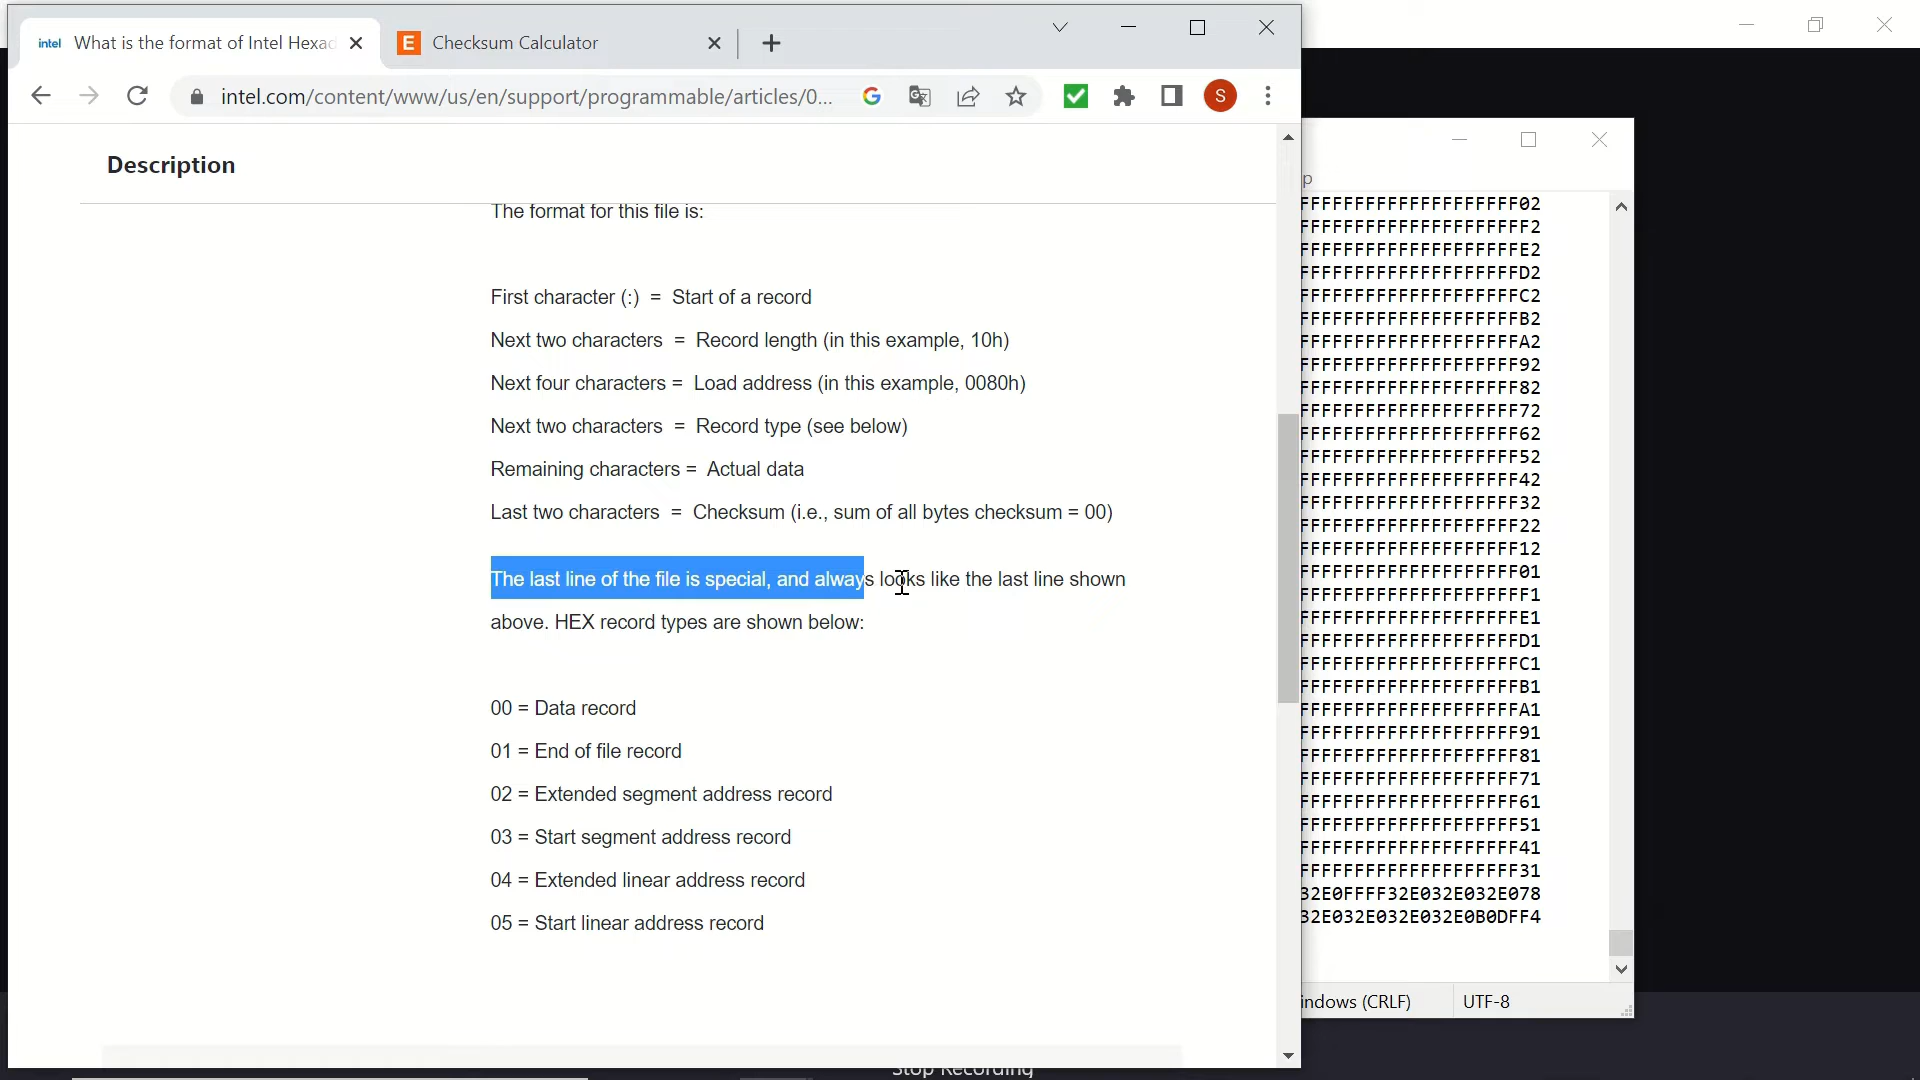 intel What is the format of Intel Hexad
E Checksum Calculator
intel.com/content/www/us/en/support/programmable/articles/0...
S
Description
The format for this file is:
First character (:) = Start of a record
Next two characters = Record length (in this example, 10h)
Next four characters = Load address (in this example, 0080h)
Next two characters = Record type (see below)
Remaining characters = Actual data
Last two characters = Checksum (i.e., sum of all bytes checksum = 00)
The last line of the file is special, and always looks like the last line shown
above. HEX record types are shown below:
00 = Data record
01 = End of file record
02 = Extended segment address record
03 = Start segment address record
04 = Extended linear address record
05 = Start linear address record
p
FFFFFFFFFFFFFFFFFFFF02
FFFFFFFFFFFFFFFFFFFFF2
FFFFFFFFFFFFFFFFFFFFE2
FFFFFFFFFFFFFFFFFFFFD2
FFFFFFFFFFFFFFFFFFFFC2
FFFFFFFFFFFFFFFFFFFFB2
FFFFFFFFFFFFFFFFFFFFA2
FFFFFFFFFFFFFFFFFFFF92
FFFFFFFFFFFFFFFFFFFF82
FFFFFFFFFFFFFFFFFFFF72
FFFFFFFFFFFFFFFFFFFF62
FFFFFFFFFFFFFFFFFFFF52
FFFFFFFFFFFFFFFFFFFF42
FFFFFFFFFFFFFFFFFFFF32
FFFFFFFFFFFFFFFFFFFF22
FFFFFFFFFFFFFFFFFFFF12
FFFFFFFFFFFFFFFFFFFF01
FFFFFFFFFFFFFFFFFFFFF1
FFFFFFFFFFFFFFFFFFFFE1
FFFFFFFFFFFFFFFFFFFFD1
FFFFFFFFFFFFFFFFFFFFC1
FFFFFFFFFFFFFFFFFFFFB1
FFFFFFFFFFFFFFFFFFFFA1
FFFFFFFFFFFFFFFFFFFF91
FFFFFFFFFFFFFFFFFFFF81
FFFFFFFFFFFFFFFFFFFF71
FFFFFFFFFFFFFFFFFFFF61
FFFFFFFFFFFFFFFFFFFF51
FFFFFFFFFFFFFFFFFFFF41
FFFFFFFFFFFFFFFFFFFF31
32E0FFFF32E032E032E078
32E032E032E032E0B0DFF4
indows (CRLF)
UTF-8
Stop Recording